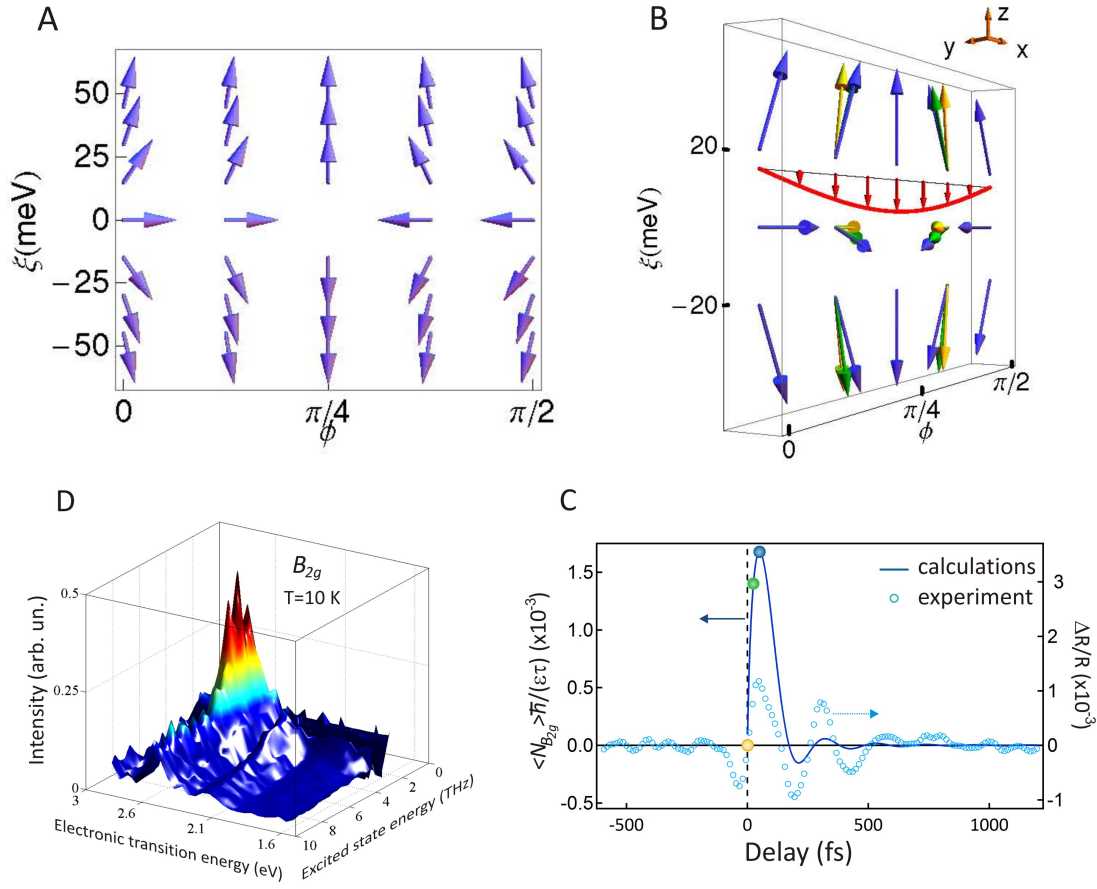 A
50
25
0
−25
−50
ξ(meV)
0
π/4
π/2
ϕ
B
z
y
x
20
−20
ξ(meV)
0
π/4
π/2
ϕ
D
B2g
T=10 K
0.5
0.25
0
Intensity (arb. un.)
3
2.6
2.1
1.6
Electronic transition energy (eV)
10
8
6
4
2
0
Excited state energy (THz)
C
calculations
experiment
1.5
1.0
0.5
0.0
-0.5
<N_B2g>ℏ/(ετ) (x10⁻³)
3
2
1
0
-1
ΔR/R (x10⁻³)
-500
0
500
1000
Delay (fs)